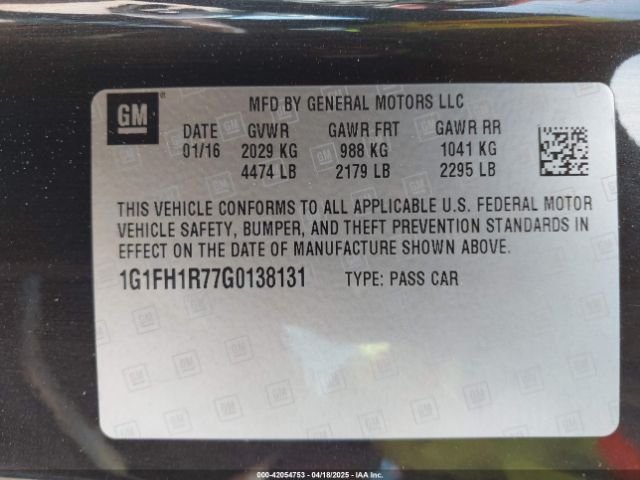 GM
MFD BY GENERAL MOTORS LLC
DATE GVWR GAWR FRT GAWR RR
01/16 2029 KG 988 KG 1041 KG
4474 LB 2179 LB 2295 LB
THIS VEHICLE CONFORMS TO ALL APPLICABLE U.S. FEDERAL MOTOR
VEHICLE SAFETY, BUMPER, AND THEFT PREVENTION STANDARDS IN
EFFECT ON THE DATE OF MANUFACTURE SHOWN ABOVE.
1G1FH1R77G0138131 TYPE: PASS CAR
000-42054753 - 04/18/2025 - IAA Inc.